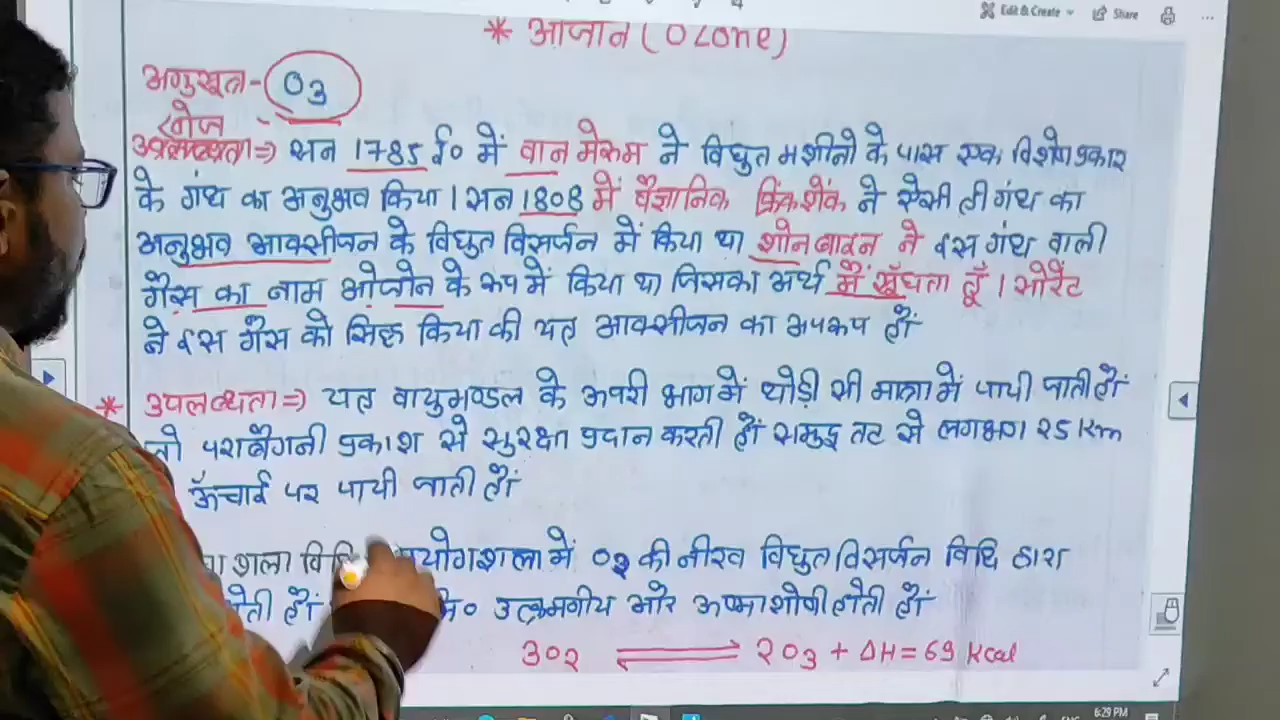 Edit & Create Share
* ओजोन (Ozone)
अणुसूत्र - O3
खोज -
उपलब्धता ⇒ सन 1785 ई० में वान मेकम ने विधुत मशीनो के पास एक विशेष प्रकार
के गंध का अनुभव किया । सन 1808 में वैज्ञानिक क्रिंकशैंक ने ऐसी ही गंध का
अनुभव आक्सीजन के विधुत विसर्जन में किया था शोनबाइन ने इस गंध वाली
गैस का नाम ओजोन के रूप में किया था जिसका अर्थ मैं सूँघता हूँ । सोरेंट
ने इस गैस को सिद्ध किया की यह आक्सीजन का अपरूप हैं
* उपलब्धता ⇒ यह वायुमण्डल के ऊपरी भाग में थोड़ी सी मात्रा में पायी जाती हैं
जो पराबैगनी प्रकाश से सुरक्षा प्रदान करती हैं समुद्र तट से लगभग 25 Km
ऊँचाई पर पायी जाती हैं
शाला विधि में O2 की नीरव विधुत विसर्जन विधि द्वारा
होती हैं उत्क्रमणीय और ऊष्माशोषी होती हैं
3O2 ⇌ 2O3 + ΔH = 69 Kcal
6:29 PM